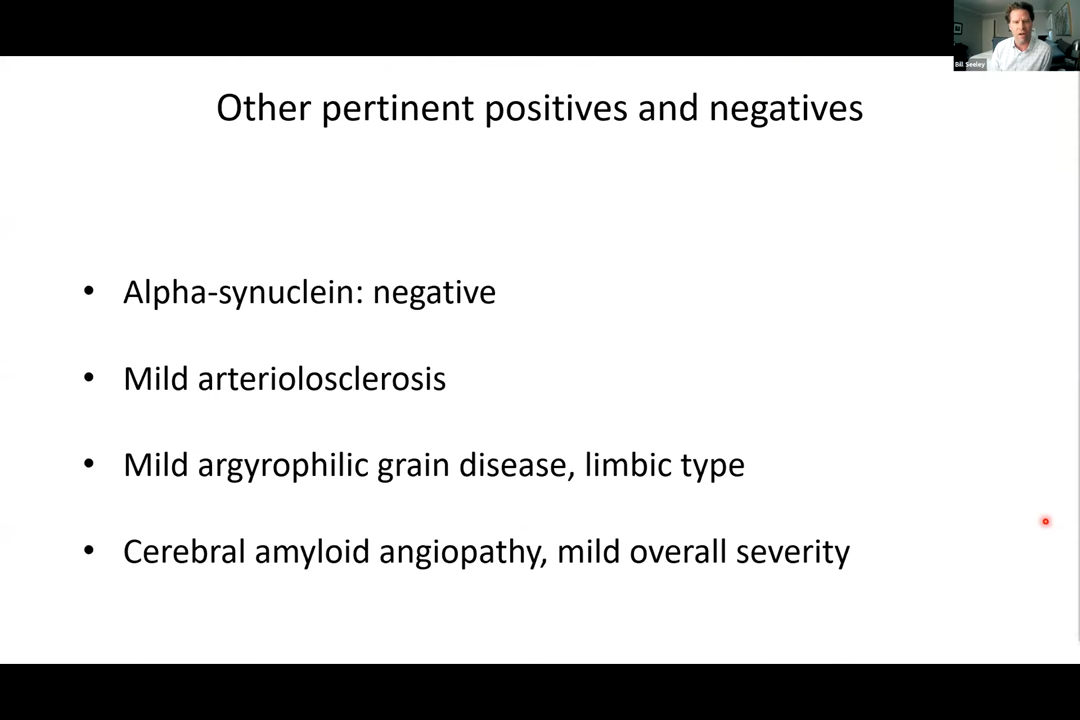 Bill Seeley
Other pertinent positives and negatives
• Alpha-synuclein: negative
• Mild arteriolosclerosis
• Mild argyrophilic grain disease, limbic type
• Cerebral amyloid angiopathy, mild overall severity